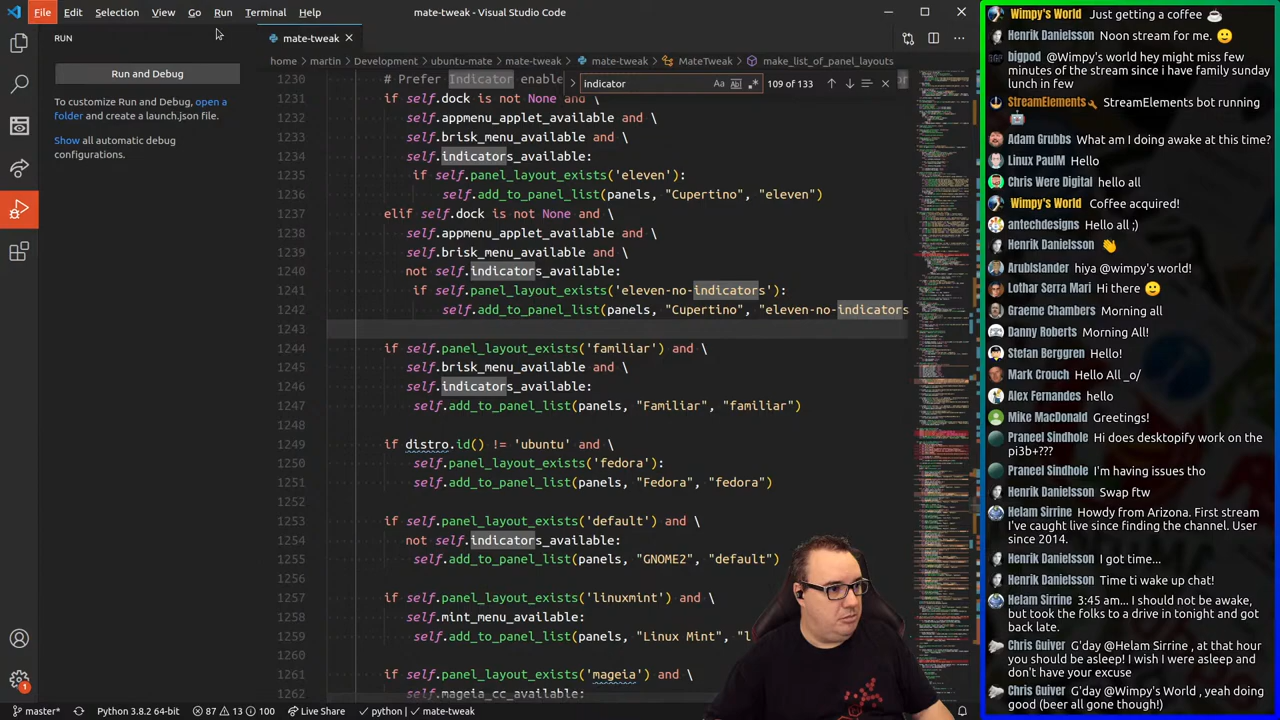 File Edit Selection View Go Run Terminal Help
mate-tweak - Visual Studio Code
RUN
Run and Debug
To customize Run and Debug, open a
folder and create a launch.json file.
Show all automatic debug
configurations.
mate-tweak
home > martin > Development > ubuntu-mate > mate-tweak > mate-tweak > MateTweak > make_list_of_panel_layouts
indicator
109 of 133
1230 # Prefer Indicator enable
1231 if self.dock is not None and \
1232 self.appmenu_applet_available and \
1233 self.brisk_menu_available and \
1234 self.indicators_available:
1235 if self.panel_layout_exists('eleven'):
1236 self.add_to_panel_list(panels, "Cupertino", "eleven")
1237 elif self.dock is not None and \
1238 self.appmenu_applet_available and \
1239 self.brisk_menu_available and \
1240 not self.indicators_available:
1241 if self.panel_layout_exists('eleven-no-indicators'):
1242 self.add_to_panel_list(panels, "Cupertino", "eleven-no-indicators
1243
1244 if self.panel_layout_exists('familiar') and \
1245 self.brisk_menu_available and \
1246 self.indicators_available:
1247 self.add_to_panel_list(panels, "Familiar", "familiar")
1248
1249 if distro.id() != 'ubuntu' and \
1250 self.panel_layout_exists('fedora'):
1251 self.add_to_panel_list(panels, "Fedora", "fedora")
1252
1253 if self.panel_layout_exists('default') and \
1254 not self.indicators_available:
1255 self.add_to_panel_list(panels, "GNOME2", "default")
1256
1257 if self.panel_layout_exists('linuxmint') and \
1258 self.mint_menu_available:
1259 self.add_to_panel_list(panels, "Linux Mint", "l
1260
1261 if self.panel_layout_exists('mageia') and \
1262 self.mageia_cc_available:
master* Python 3.8.2 64-bit 87 13 100 Live Share python mate-tweak
1
Wimpy's World Just getting a coffee
Henrik Danielsson Noon stream for me.
bigpod @Wimpy's world hey might miss few
minutes of the stream since i have family sunday
lunch in few
StreamElements BotStreamElements bot running
Adam Grubbs What am I doing awake at this time?
Linux PaulM Hello
Chris Were Digital hello all
Wimpy's World Coffee acquired!
antechdesigns Hello all ;)
Henrik Danielsson
ArubIslander hiya @wimpy's world!
Lothar Serra Mari Hi there
Graeme Chambers Morning all
Danny Roberts Morning All!
Stefan Berggren Hello!
Mark Crouch Hello All _o/
Alex Fernandes hello
Mike MacDonald Greetings!
Praneel Sindhole Hi does desktopify work on the
pi3b+???
Praneel Sindhole I'm having issues tho
Henrik Danielsson Swap ftw
Helam Sirrine Howdy from Arizona. First stream
I've caught live since finding the channel. User
since 2014.
Henrik Danielsson I got time...
Henrik Danielsson Time ti wake up chat!
Helam Sirrine 3:45 am... I should not be awake,
but took the folks to a drive in tonight and got
back late.
Chris Guiver G'day @Helam Sirrine, at that hour
you should be asleep! I wish I were asleep and
don't have your excuse
Chris Guiver G'day @Wimpy's World , yeah doing
good (beer all gone though!)